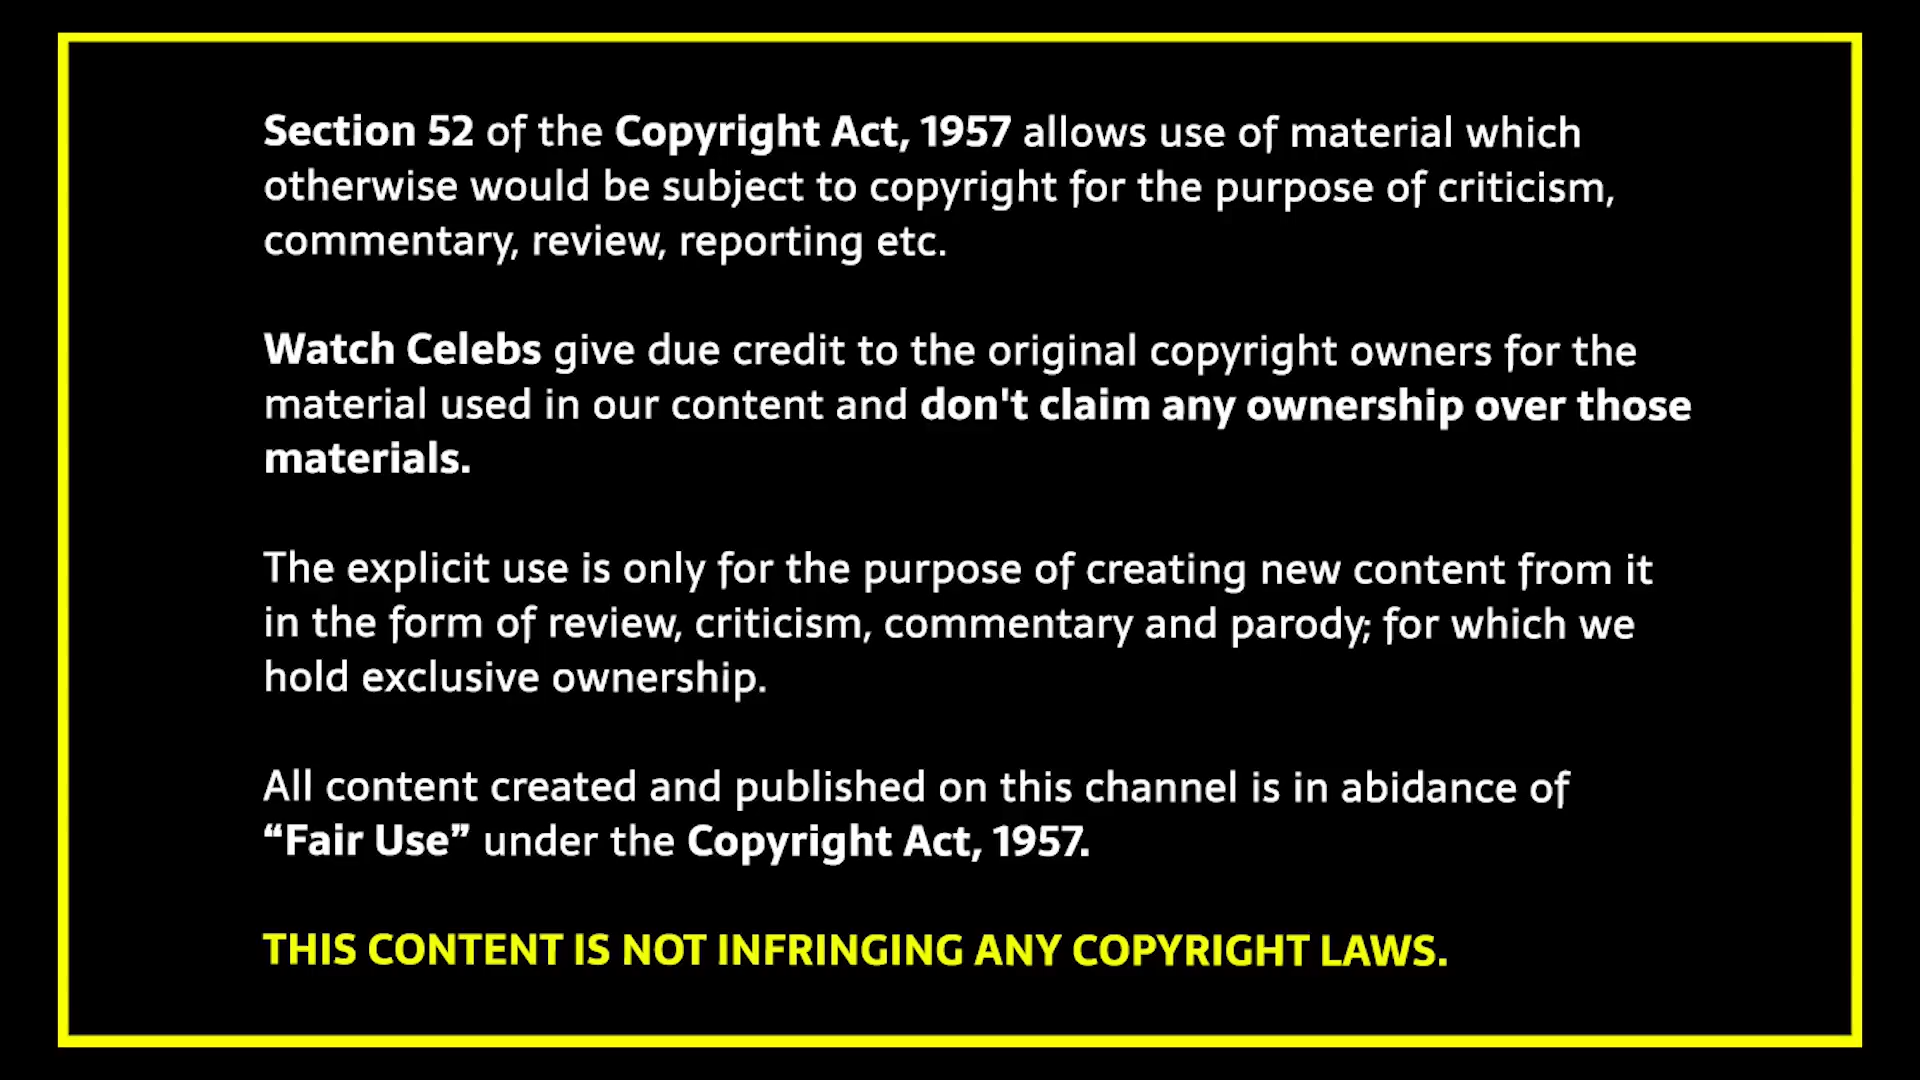 Section 52 of the Copyright Act, 1957 allows use of material which
otherwise would be subject to copyright for the purpose of criticism,
commentary, review, reporting etc.
Watch Celebs give due credit to the original copyright owners for the
material used in our content and don't claim any ownership over those
materials.
The explicit use is only for the purpose of creating new content from it
in the form of review, criticism, commentary and parody; for which we
hold exclusive ownership.
All content created and published on this channel is in abidance of
“Fair Use” under the Copyright Act, 1957.
THIS CONTENT IS NOT INFRINGING ANY COPYRIGHT LAWS.